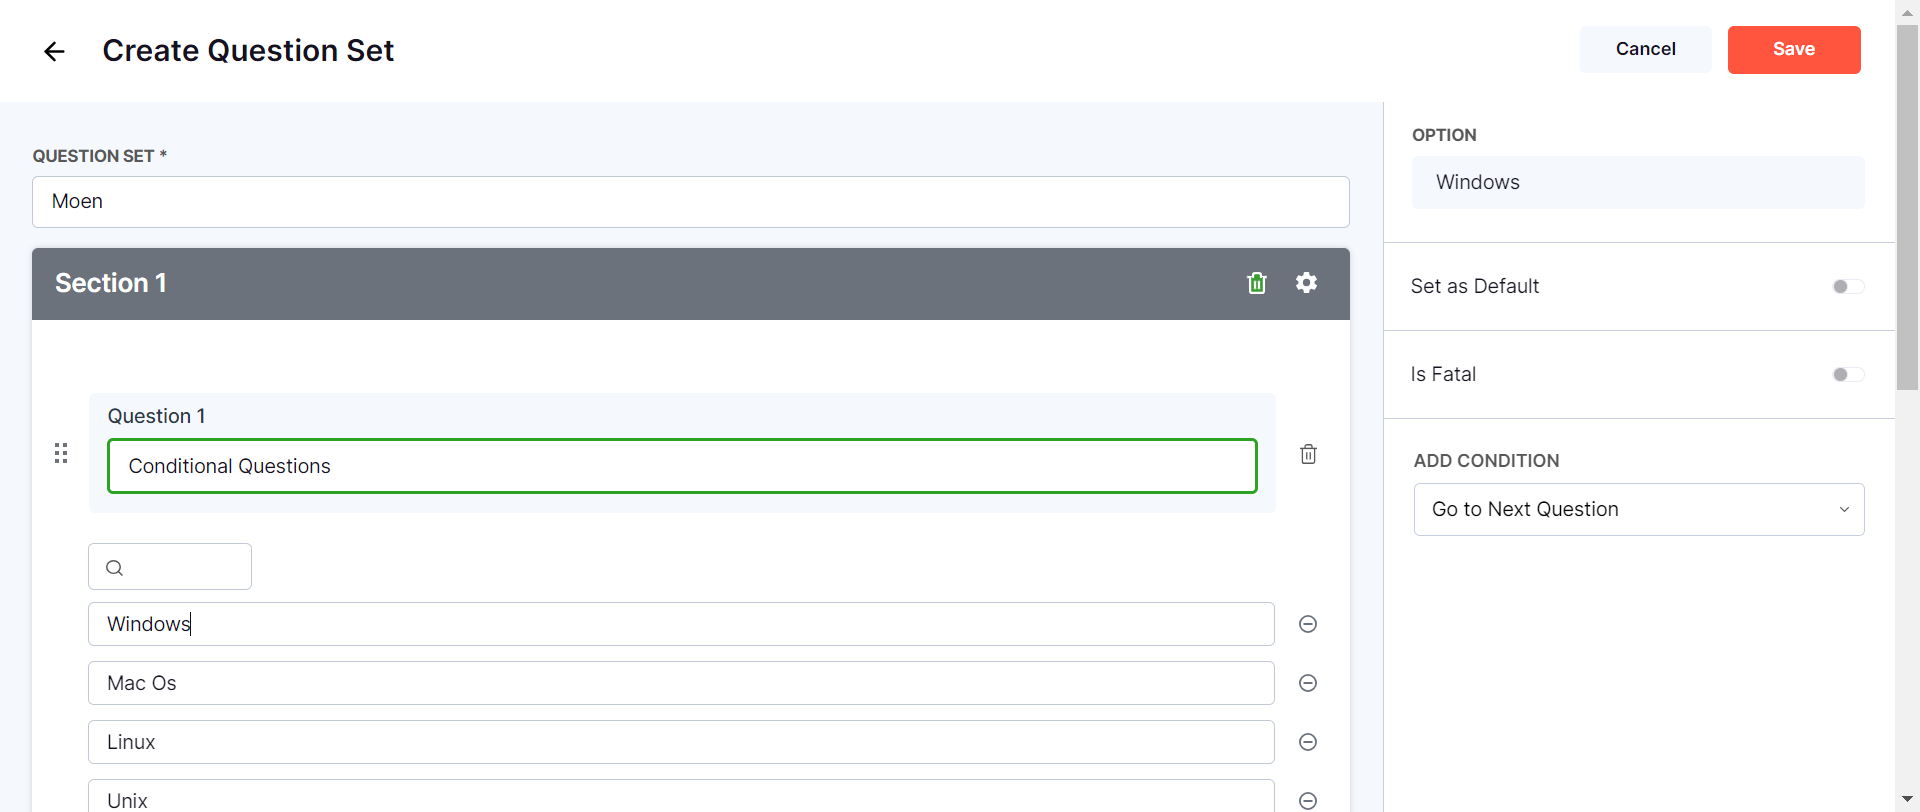 Create Question Set
Cancel
Save
QUESTION SET *
Moen
Section 1
Question 1
Conditional Questions
Windows
Mac Os
Linux
Unix
OPTION
Windows
Set as Default
Is Fatal
ADD CONDITION
Go to Next Question